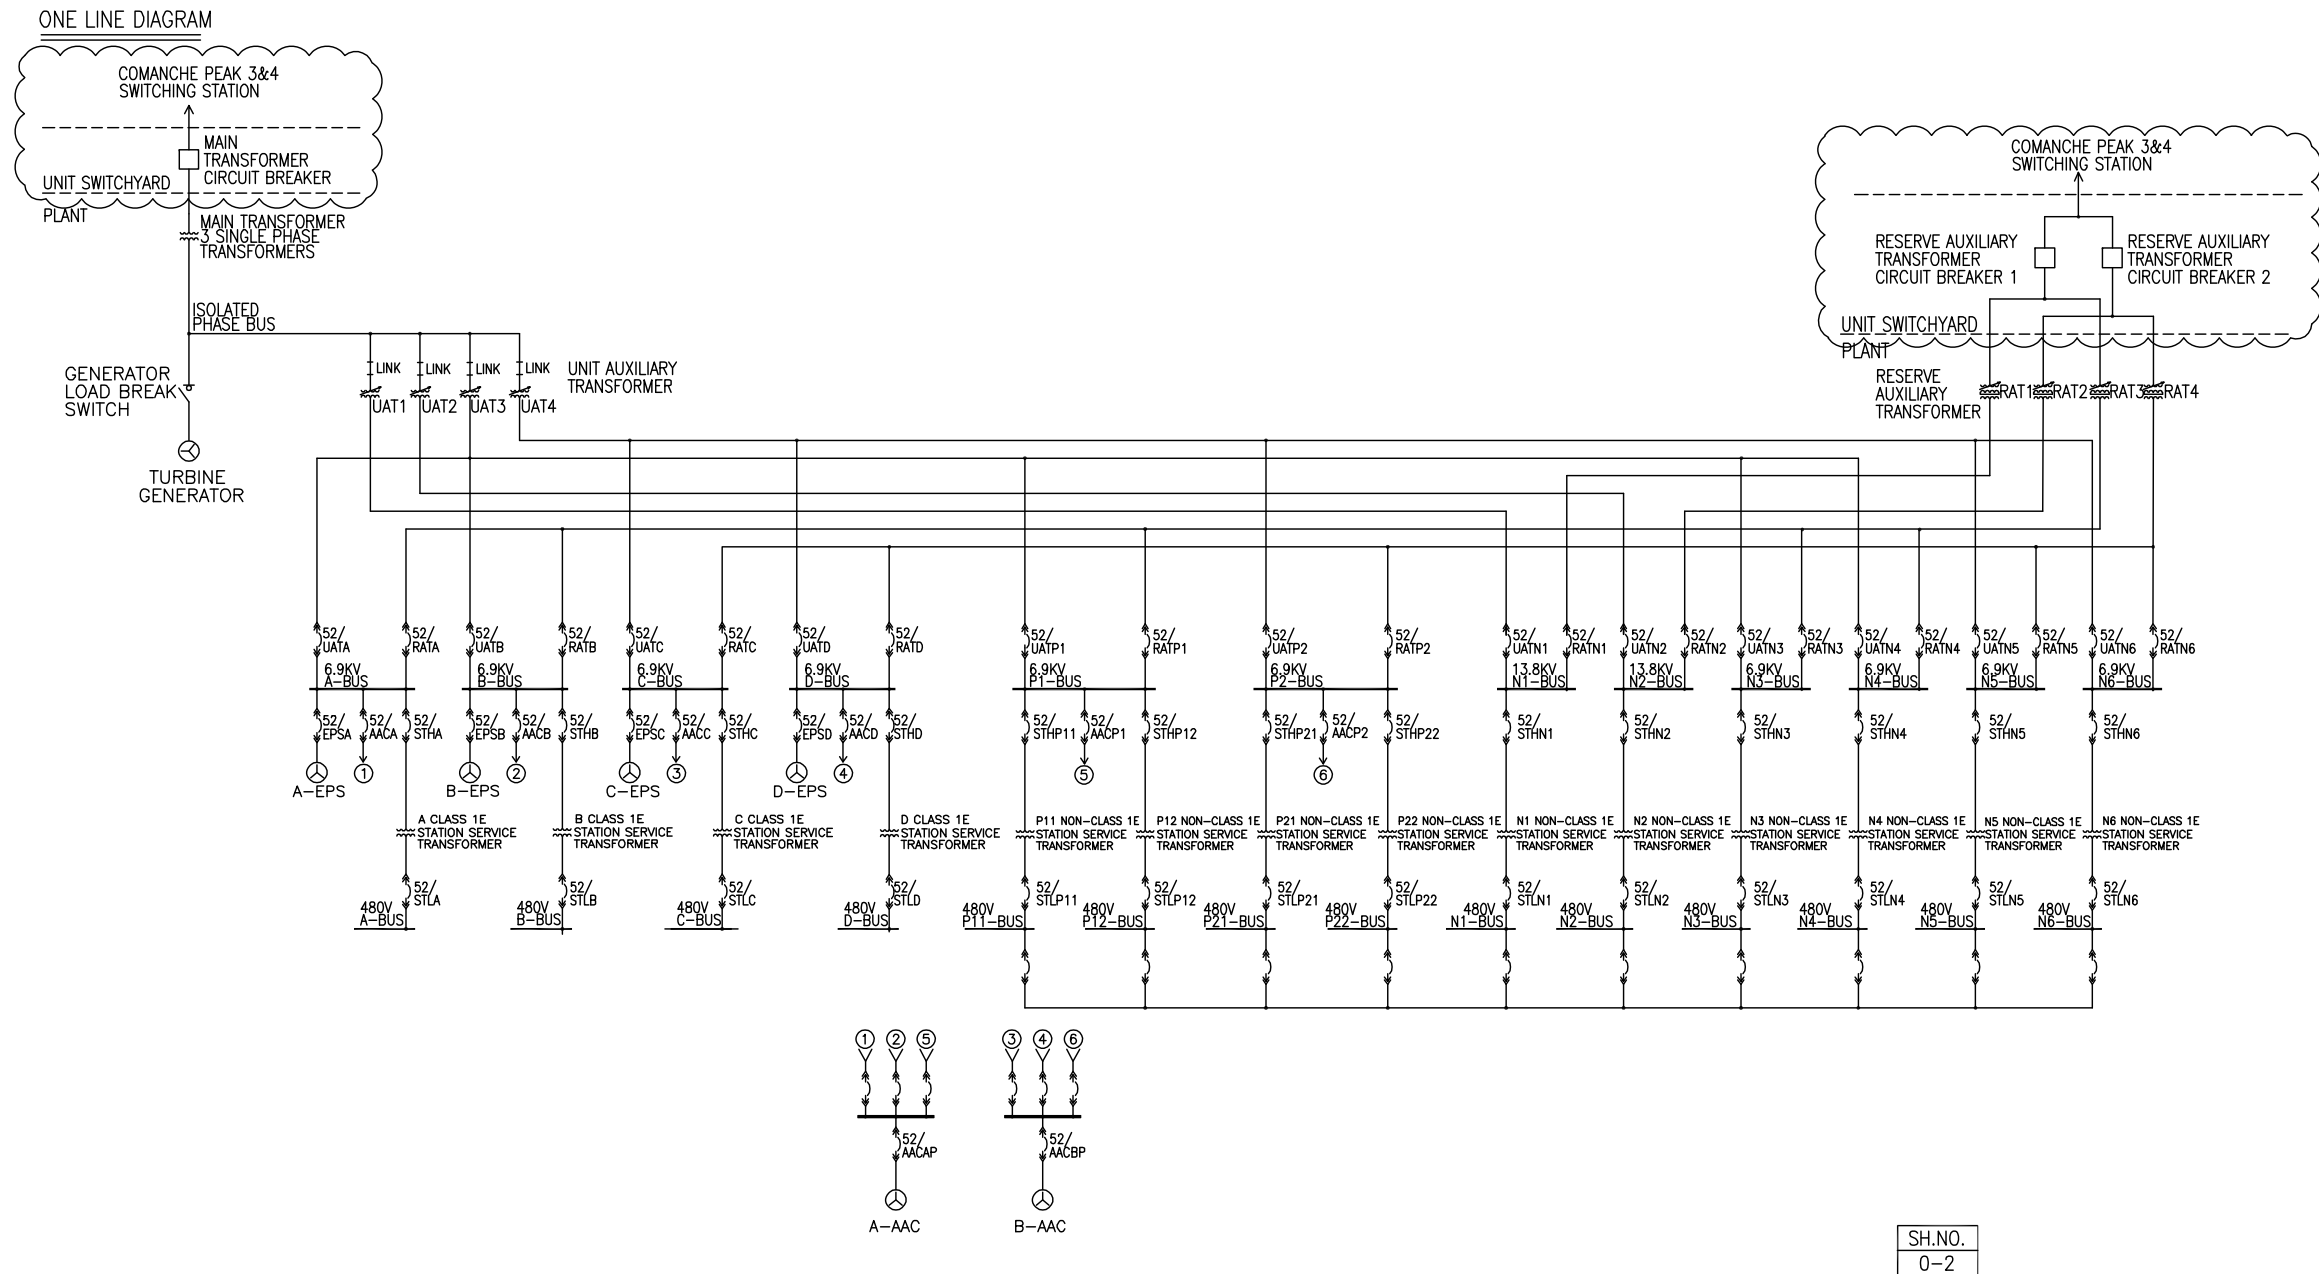 ONE LINE DIAGRAM
COMANCHE PEAK 3&4
SWITCHING STATION
MAIN
TRANSFORMER
CIRCUIT BREAKER
UNIT SWITCHYARD
PLANT
MAIN TRANSFORMER
3 SINGLE PHASE
TRANSFORMERS
ISOLATED
PHASE BUS
GENERATOR
LOAD BREAK
SWITCH
TURBINE
GENERATOR
LINK
LINK
LINK
LINK
UNIT AUXILIARY
TRANSFORMER
UAT1
UAT2
UAT3
UAT4
COMANCHE PEAK 3&4
SWITCHING STATION
RESERVE AUXILIARY
TRANSFORMER
CIRCUIT BREAKER 1
RESERVE AUXILIARY
TRANSFORMER
CIRCUIT BREAKER 2
UNIT SWITCHYARD
PLANT
RESERVE
AUXILIARY
TRANSFORMER
RAT1
RAT2
RAT3
RAT4
52/
UATA
52/
RATA
52/
UATB
52/
RATB
52/
UATC
52/
RATC
52/
UATD
52/
RATD
52/
UATP1
52/
RATP1
52/
UATP2
52/
RATP2
52/
UATN1
52/
RATN1
52/
UATN2
52/
RATN2
52/
UATN3
52/
RATN3
52/
UATN4
52/
RATN4
52/
UATN5
52/
RATN5
52/
UATN6
52/
RATN6
6.9KV
A-BUS
6.9KV
B-BUS
6.9KV
C-BUS
6.9KV
D-BUS
6.9KV
P1-BUS
6.9KV
P2-BUS
13.8KV
N1-BUS
13.8KV
N2-BUS
6.9KV
N3-BUS
6.9KV
N4-BUS
6.9KV
N5-BUS
6.9KV
N6-BUS
52/
EPSA
52/
AACA
52/
STHA
52/
EPSB
52/
AACB
52/
STHB
52/
EPSC
52/
AACC
52/
STHC
52/
EPSD
52/
AACD
52/
STHD
52/
STHP11
52/
AACP1
52/
STHP12
52/
STHP21
52/
AACP2
52/
STHP22
52/
STHN1
52/
STHN2
52/
STHN3
52/
STHN4
52/
STHN5
52/
STHN6
1
2
3
4
5
6
A-EPS
B-EPS
C-EPS
D-EPS
A CLASS 1E
STATION SERVICE
TRANSFORMER
B CLASS 1E
STATION SERVICE
TRANSFORMER
C CLASS 1E
STATION SERVICE
TRANSFORMER
D CLASS 1E
STATION SERVICE
TRANSFORMER
P11 NON-CLASS 1E
STATION SERVICE
TRANSFORMER
P12 NON-CLASS 1E
STATION SERVICE
TRANSFORMER
P21 NON-CLASS 1E
STATION SERVICE
TRANSFORMER
P22 NON-CLASS 1E
STATION SERVICE
TRANSFORMER
N1 NON-CLASS 1E
STATION SERVICE
TRANSFORMER
N2 NON-CLASS 1E
STATION SERVICE
TRANSFORMER
N3 NON-CLASS 1E
STATION SERVICE
TRANSFORMER
N4 NON-CLASS 1E
STATION SERVICE
TRANSFORMER
N5 NON-CLASS 1E
STATION SERVICE
TRANSFORMER
N6 NON-CLASS 1E
STATION SERVICE
TRANSFORMER
52/
STLA
52/
STLB
52/
STLC
52/
STLD
52/
STLP11
52/
STLP12
52/
STLP21
52/
STLP22
52/
STLN1
52/
STLN2
52/
STLN3
52/
STLN4
52/
STLN5
52/
STLN6
480V
A-BUS
480V
B-BUS
480V
C-BUS
480V
D-BUS
480V
P11-BUS
480V
P12-BUS
480V
P21-BUS
480V
P22-BUS
480V
N1-BUS
480V
N2-BUS
480V
N3-BUS
480V
N4-BUS
480V
N5-BUS
480V
N6-BUS
1 2 5
3 4 6
52/
AACAP
52/
AACBP
A-AAC
B-AAC
SH.NO.
0-2